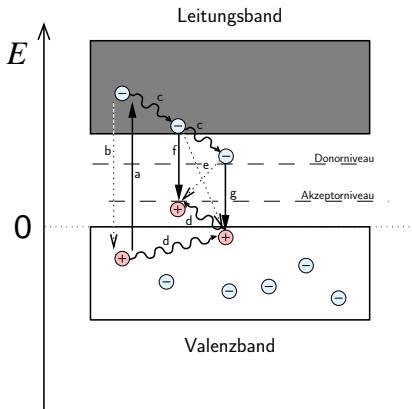 Leitungsband
E
c
c
b
f
Donorniveau
e
a
g
Akzeptorniveau
d
0
d
Valenzband